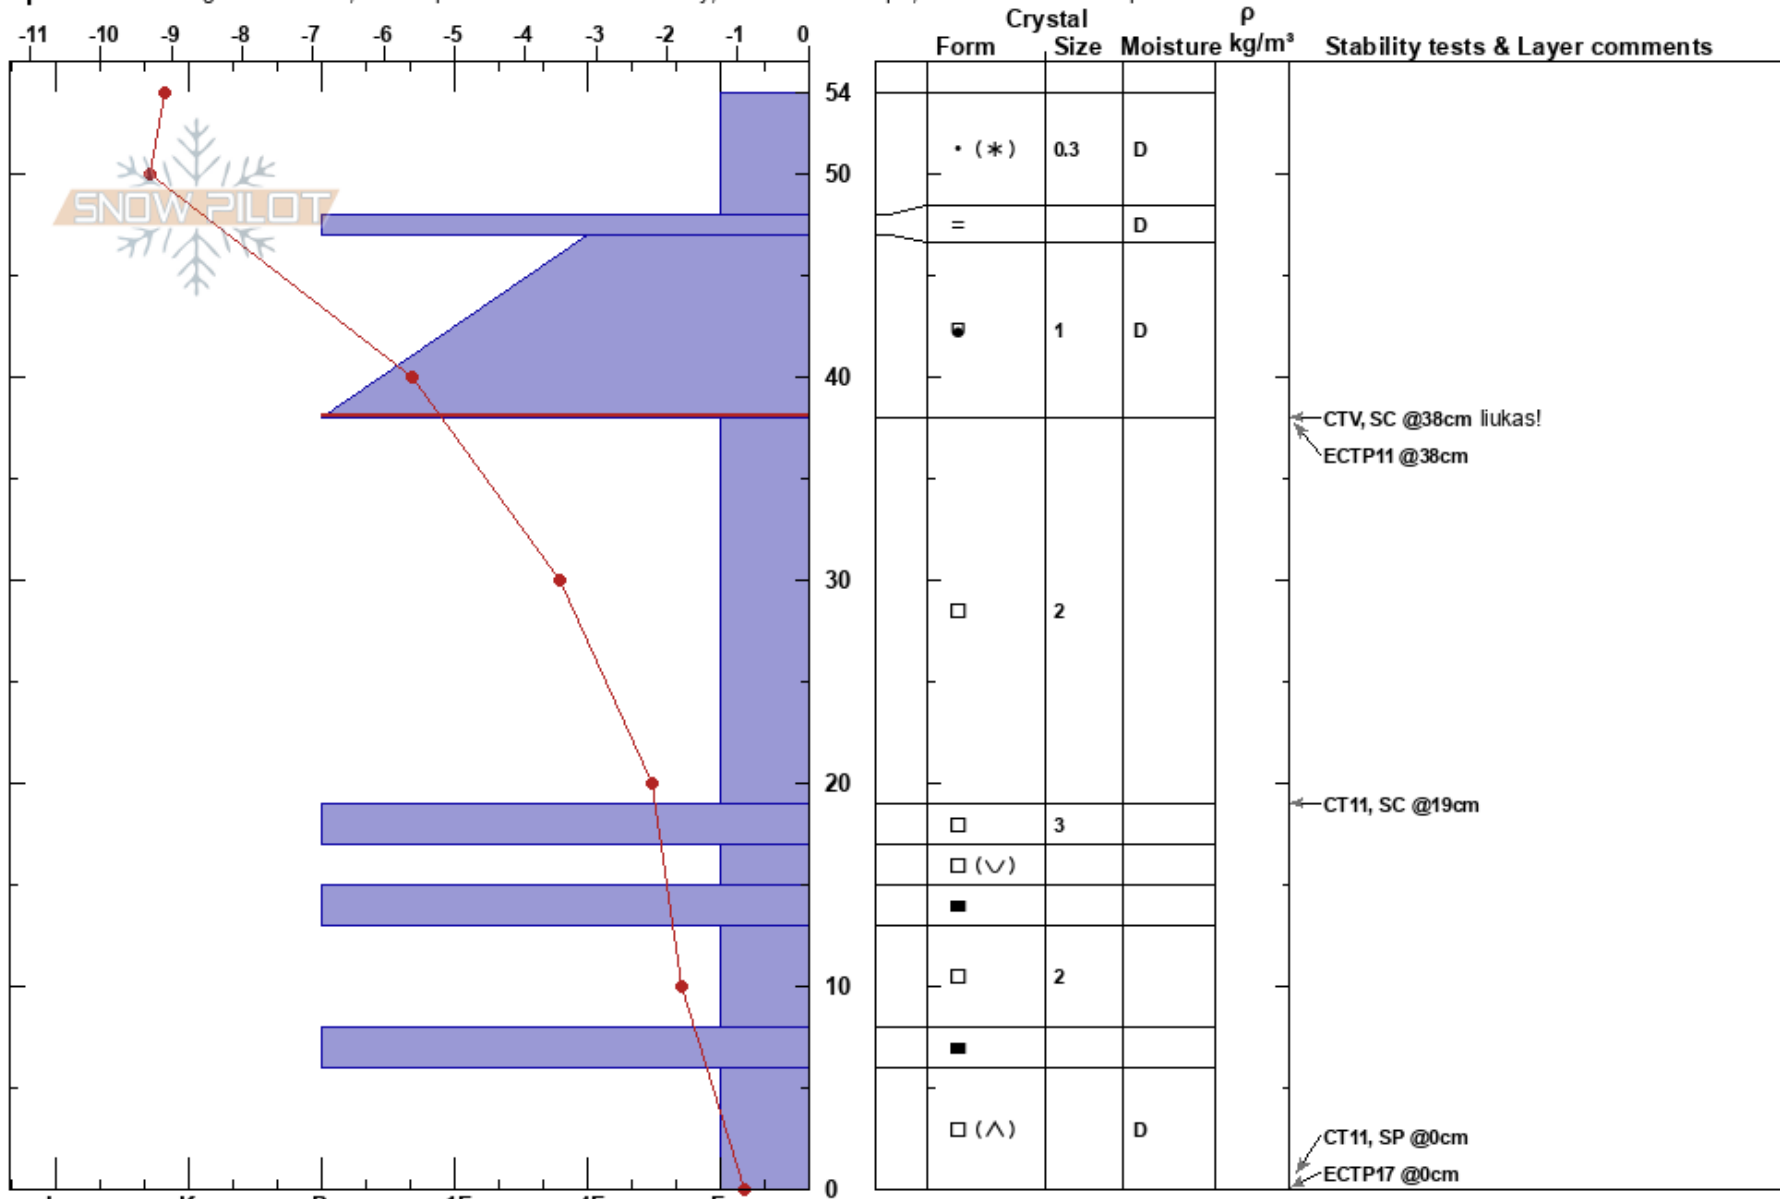 Crystal ρ
-11 -10 -9 -8 -7 -6 -5 -4 -3 -2 -1 0 Form Size Moisture kg/m³ Stability tests & Layer comments
54
• (*) 0.3 D
50
SNOW PILOT
= D
1 D
40
CTV, SC @38cm liukas!
ECTP11 @38cm
30
2
20
CT11, SC @19cm
3
10
2
D
CT11, SP @0cm
ECTP17 @0cm
0